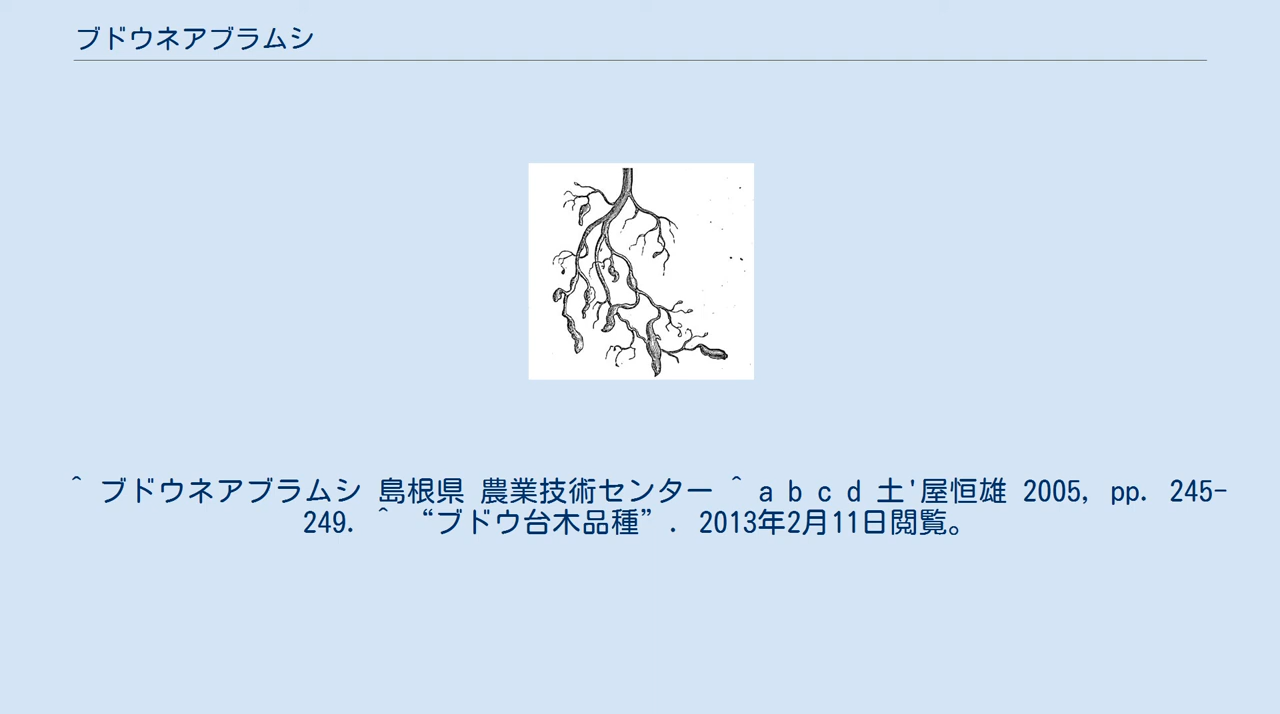 ブドウネアブラムシ
^ ブドウネアブラムシ 島根県 農業技術センター ^ a b c d 土'屋恒雄 2005, pp. 245-
249. ^ “ブドウ台木品種”. 2013年2月11日閲覧。